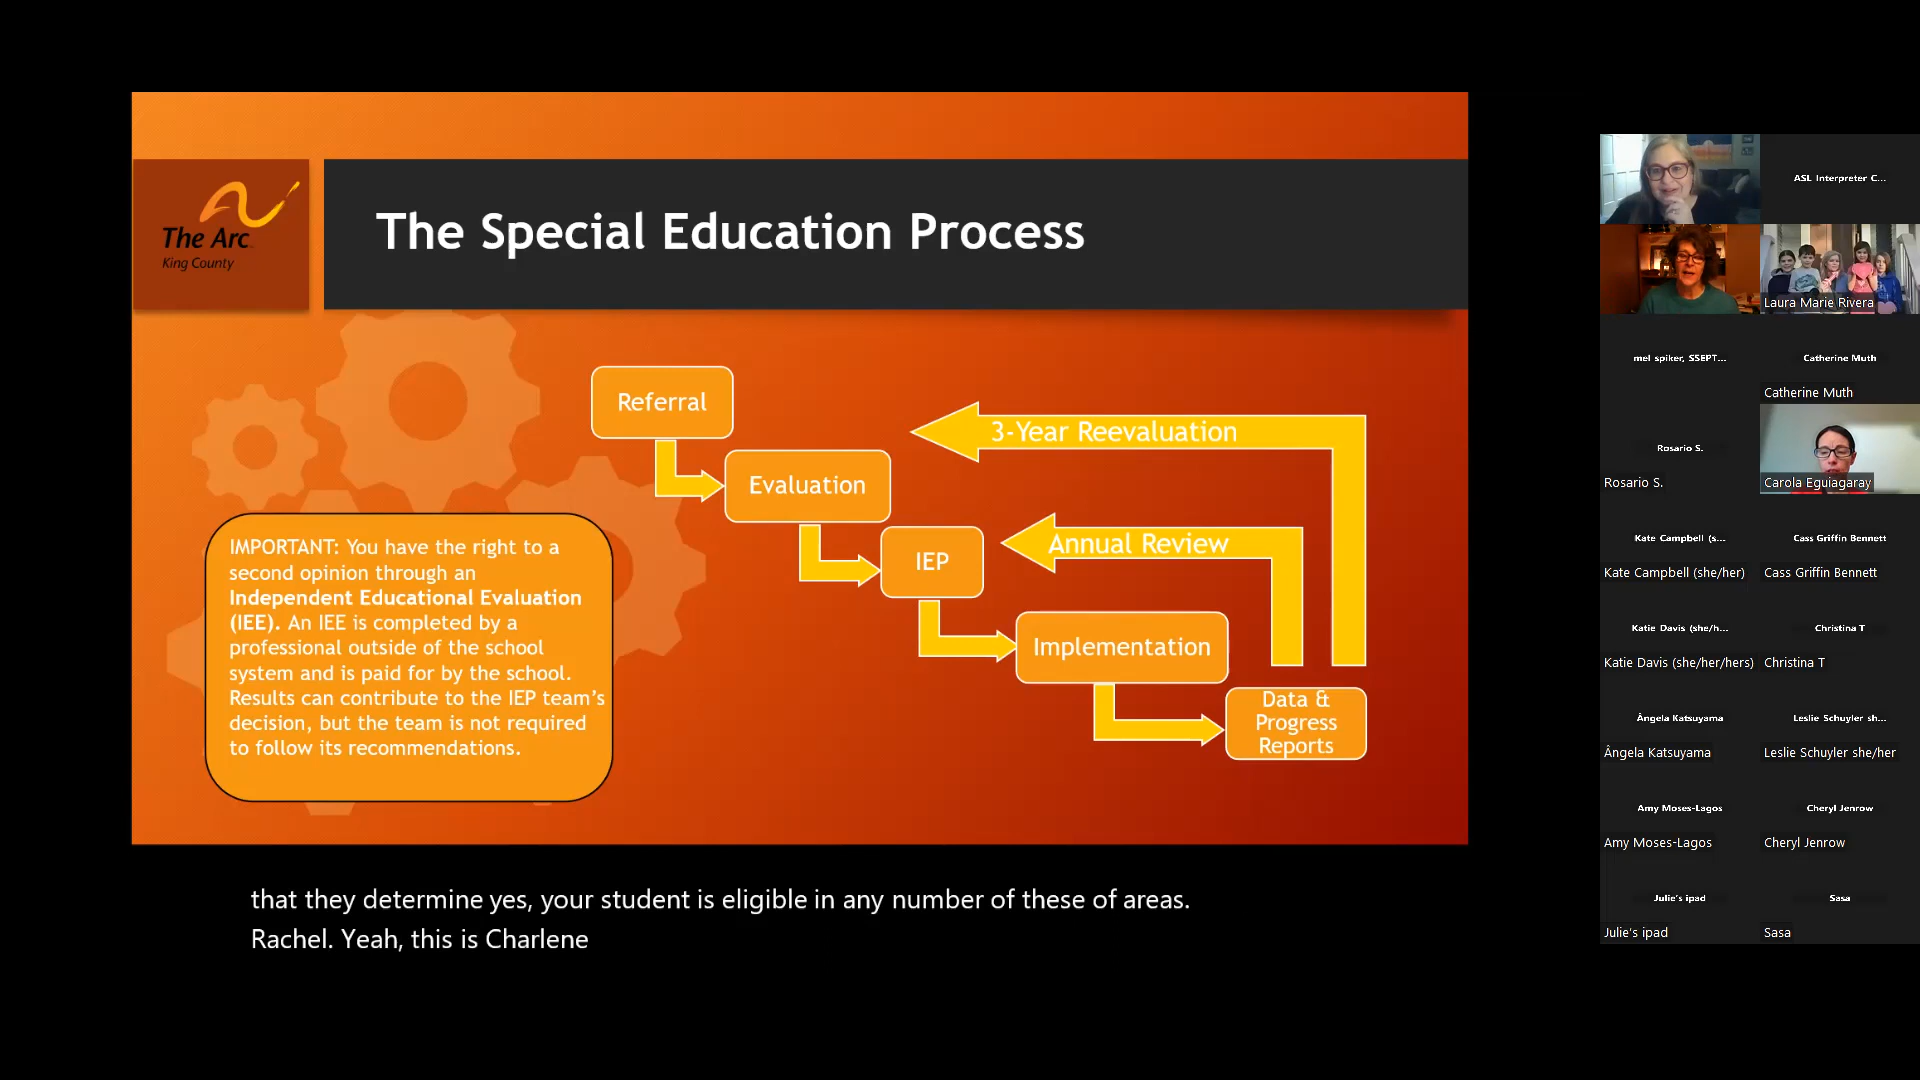 The Arc
King County
The Special Education Process
Referral
Evaluation
IEP
Implementation
Data &
Progress
Reports
3-Year Reevaluation
Annual Review
IMPORTANT: You have the right to a
second opinion through an
Independent Educational Evaluation
(IEE). An IEE is completed by a
professional outside of the school
system and is paid for by the school.
Results can contribute to the IEP team's
decision, but the team is not required
to follow its recommendations.
that they determine yes, your student is eligible in any number of these of areas.
Rachel. Yeah, this is Charlene
ASL Interpreter C...
Laura Marie Rivera
mel spiker, SSEPT...
Catherine Muth
Catherine Muth
Rosario S.
Rosario S.
Carola Eguiagaray
Kate Campbell (s...
Kate Campbell (she/her)
Cass Griffin Bennett
Cass Griffin Bennett
Katie Davis (she/h...
Katie Davis (she/her/hers)
Christina T
Christina T
Ângela Katsuyama
Ângela Katsuyama
Leslie Schuyler sh...
Leslie Schuyler she/her
Amy Moses-Lagos
Amy Moses-Lagos
Cheryl Jenrow
Cheryl Jenrow
Julie's ipad
Julie's ipad
Sasa
Sasa